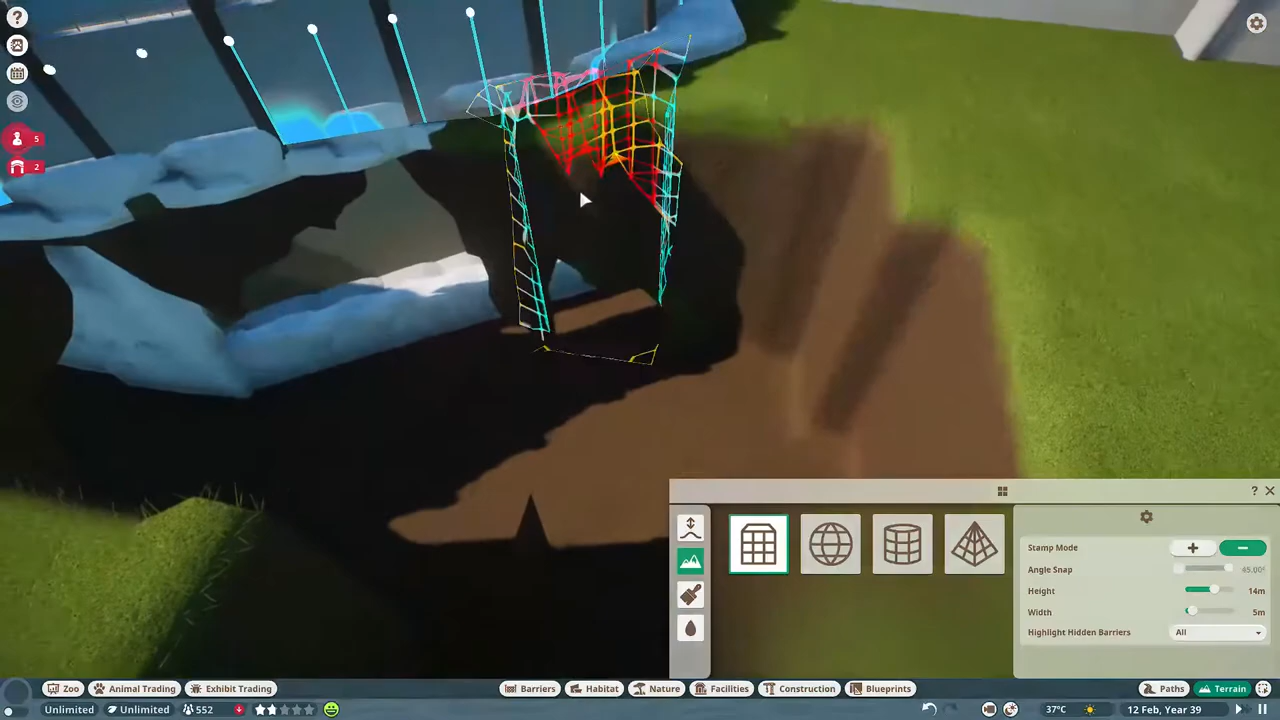 ?
5
2
? ×
Stamp Mode + −
Angle Snap 45.00°
Height 14m
Width 5m
Highlight Hidden Barriers All
Zoo Animal Trading Exhibit Trading Barriers Habitat Nature Facilities Construction Blueprints Paths Terrain
Unlimited Unlimited 552 37°C 12 Feb, Year 39